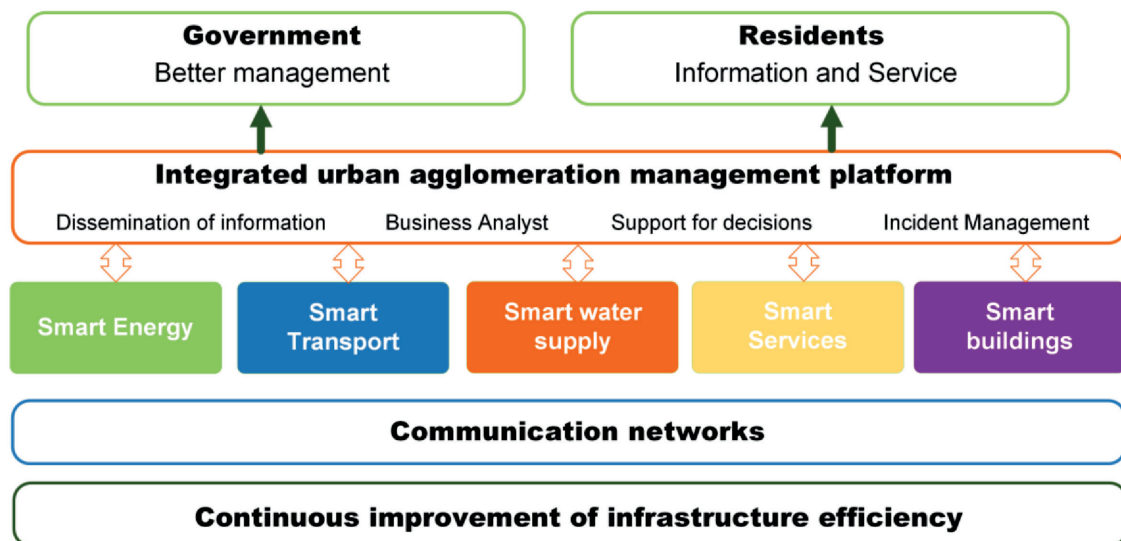 Government
Better management
Residents
Information and Service
Integrated urban agglomeration management platform
Dissemination of information
Business Analyst
Support for decisions
Incident Management
Smart Energy
Smart
Transport
Smart water
supply
Smart
Services
Smart
buildings
Communication networks
Continuous improvement of infrastructure efficiency